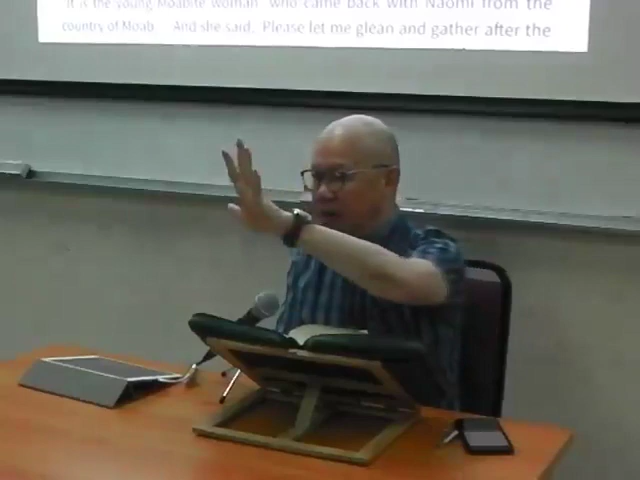 It is the young Moabite woman who came back with Naomi from the
country of Moab. And she said, Please let me glean and gather after the